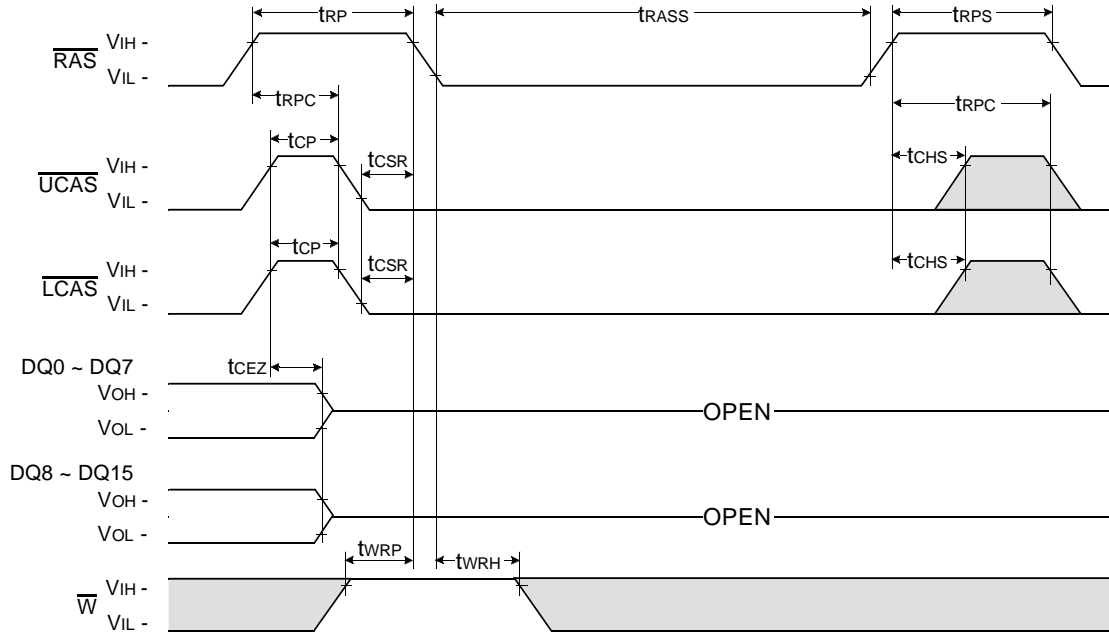 tRP tRASS tRPS
RAS VIH -
VIL -
tRPC tRPC
tCP tCSR tCHS
UCAS VIH -
VIL -
tCP tCSR tCHS
LCAS VIH -
VIL -
tCEZ
DQ0 ~ DQ7
VOH -
OPEN
VOL -
DQ8 ~ DQ15
VOH -
OPEN
VOL -
tWRP tWRH
W VIH -
VIL -